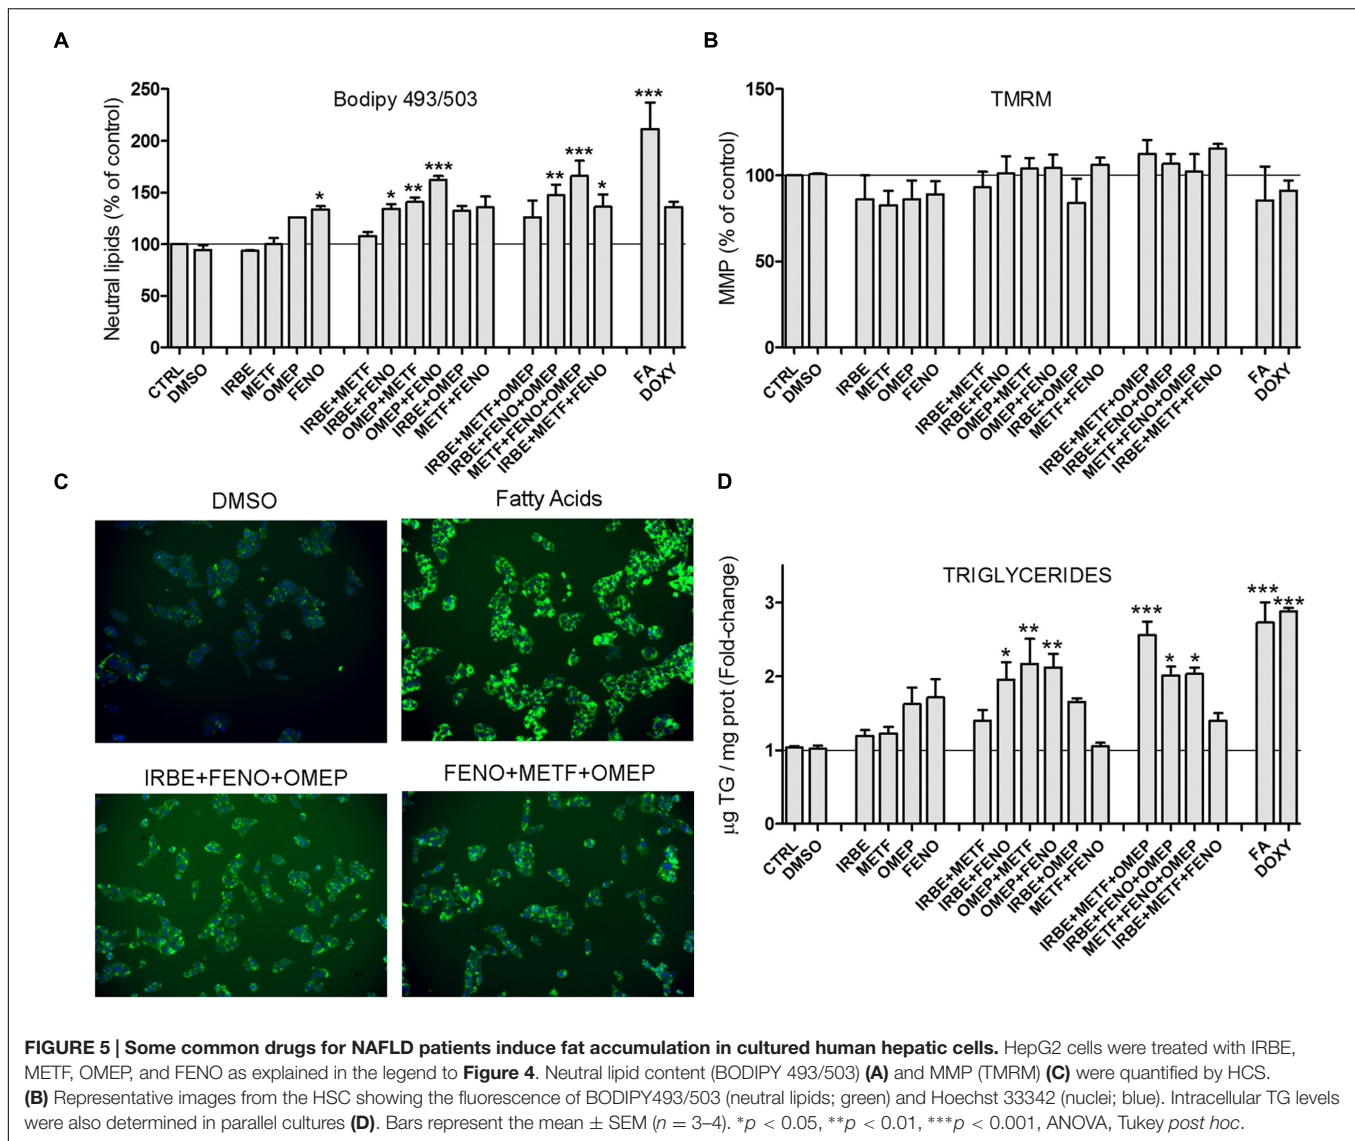 A
Bodipy 493/503
Neutral lipids (% of control)
250
200
150
100
50
0
***
*
*
**
***
**
***
*
CTRL
DMSO
IRBE
METF
OMEP
FENO
IRBE+METF
IRBE+FENO
OMEP+METF
OMEP+FENO
IRBE+OMEP
METF+FENO
IRBE+METF+OMEP
IRBE+FENO+OMEP
METF+FENO+OMEP
IRBE+METF+FENO
FA
DOXY
B
TMRM
MMP (% of control)
150
100
50
0
CTRL
DMSO
IRBE
METF
OMEP
FENO
IRBE+METF
IRBE+FENO
OMEP+METF
OMEP+FENO
IRBE+OMEP
METF+FENO
IRBE+METF+OMEP
IRBE+FENO+OMEP
METF+FENO+OMEP
IRBE+METF+FENO
FA
DOXY
C
DMSO
Fatty Acids
IRBE+FENO+OMEP
FENO+METF+OMEP
D
TRIGLYCERIDES
µg TG / mg prot (Fold-change)
3
2
1
0
*
**
**
***
*
*
***
***
CTRL
DMSO
IRBE
METF
OMEP
FENO
IRBE+METF
IRBE+FENO
OMEP+METF
OMEP+FENO
IRBE+OMEP
METF+FENO
IRBE+METF+OMEP
IRBE+FENO+OMEP
METF+FENO+OMEP
IRBE+METF+FENO
FA
DOXY
FIGURE 5 | Some common drugs for NAFLD patients induce fat accumulation in cultured human hepatic cells. HepG2 cells were treated with IRBE,
METF, OMEP, and FENO as explained in the legend to Figure 4. Neutral lipid content (BODIPY 493/503) (A) and MMP (TMRM) (C) were quantified by HCS.
(B) Representative images from the HSC showing the fluorescence of BODIPY493/503 (neutral lipids; green) and Hoechst 33342 (nuclei; blue). Intracellular TG levels
were also determined in parallel cultures (D). Bars represent the mean ± SEM (n = 3–4). *p < 0.05, **p < 0.01, ***p < 0.001, ANOVA, Tukey post hoc.